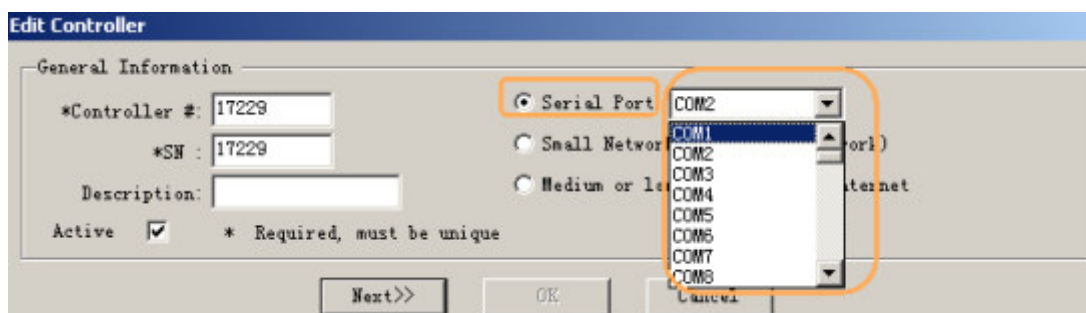 Edit Controller
General Information
*Controller #: 17229
Serial Port COM2
COM1
*SN : 17229
Small Networ ork)
COM2
COM3
Description:
Medium or ternet
COM4
COM5
Active * Required, must be unique
COM6
COM7
COM8
Next>> OK Cancel